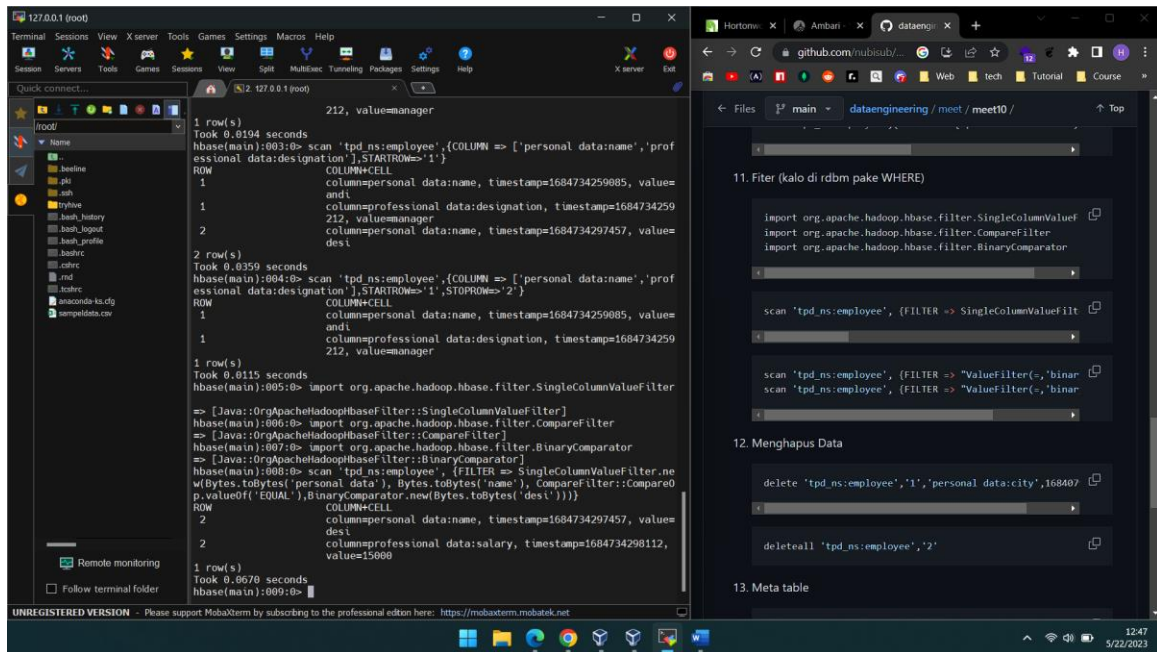 127.0.0.1 (root)
Terminal Sessions View X server Tools Games Settings Macros Help
Session Servers Tools Games Sessions View Split MultiExec Tunneling Packages Settings Help X server Exit
Quick connect...
2. 127.0.0.1 (root)
/root/
Name
..
.beeline
.pki
.ssh
tryhive
.bash_history
.bash_logout
.bash_profile
.bashrc
.cshrc
.rnd
.tcshrc
anaconda-ks.cfg
sampeldata.csv
Remote monitoring
Follow terminal folder
212, value=manager
1 row(s)
Took 0.0194 seconds
hbase(main):003:0> scan 'tpd_ns:employee',{COLUMN => ['personal data:name','prof
essional data:designation'],STARTROW=>'1'}
ROW COLUMN+CELL
1 column=personal data:name, timestamp=1684734259085, value=
andi
1 column=professional data:designation, timestamp=1684734259
212, value=manager
2 column=personal data:name, timestamp=1684734297457, value=
desi
2 row(s)
Took 0.0359 seconds
hbase(main):004:0> scan 'tpd_ns:employee',{COLUMN => ['personal data:name','prof
essional data:designation'],STARTROW=>'1',STOPROW=>'2'}
ROW COLUMN+CELL
1 column=personal data:name, timestamp=1684734259085, value=
andi
1 column=professional data:designation, timestamp=1684734259
212, value=manager
1 row(s)
Took 0.0115 seconds
hbase(main):005:0> import org.apache.hadoop.hbase.filter.SingleColumnValueFilter
=> [Java::OrgApacheHadoopHbaseFilter::SingleColumnValueFilter]
hbase(main):006:0> import org.apache.hadoop.hbase.filter.CompareFilter
=> [Java::OrgApacheHadoopHbaseFilter::CompareFilter]
hbase(main):007:0> import org.apache.hadoop.hbase.filter.BinaryComparator
=> [Java::OrgApacheHadoopHbaseFilter::BinaryComparator]
hbase(main):008:0> scan 'tpd_ns:employee', {FILTER => SingleColumnValueFilter.ne
w(Bytes.toBytes('personal data'), Bytes.toBytes('name'), CompareFilter::CompareO
p.valueOf('EQUAL'),BinaryComparator.new(Bytes.toBytes('desi')))}
ROW COLUMN+CELL
2 column=personal data:name, timestamp=1684734297457, value=
desi
2 column=professional data:salary, timestamp=1684734298112,
value=15000
1 row(s)
Took 0.0670 seconds
hbase(main):009:0>
UNREGISTERED VERSION - Please support MobaXterm by subscribing to the professional edition here: https://mobaxterm.mobatek.net
Hortonw Ambari - dataengin
github.com/nubisub/...
12
H
Web tech Tutorial Course »
Files main dataengineering / meet / meet10 / Top
11. Fiter (kalo di rdbm pake WHERE)
import org.apache.hadoop.hbase.filter.SingleColumnValueF
import org.apache.hadoop.hbase.filter.CompareFilter
import org.apache.hadoop.hbase.filter.BinaryComparator
scan 'tpd_ns:employee', {FILTER => SingleColumnValueFilt
scan 'tpd_ns:employee', {FILTER => "ValueFilter(=,'binar
scan 'tpd_ns:employee', {FILTER => "ValueFilter(=,'binar
12. Menghapus Data
delete 'tpd_ns:employee','1','personal data:city',168407
deleteall 'tpd_ns:employee','2'
13. Meta table
12:47
5/22/2023